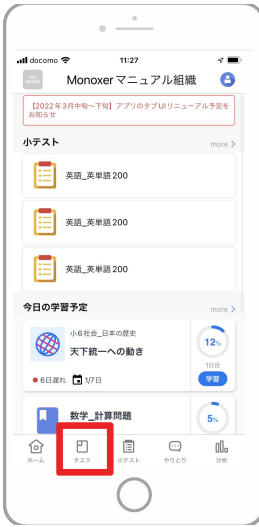 docomo 11:27
Monoxerマニュアル組織
【2022年3月中旬〜下旬】アプリのタブUIリニューアル予定を
お知らせ
小テスト more >
英語_英単語200
英語_英単語200
英語_英単語200
今日の学習予定 more >
小6社会_日本の歴史
天下統一への動き
12%
1日目
学習
6日遅れ 1/7日
数学_計算問題
5%
ホーム タスク 小テスト やりとり 分析